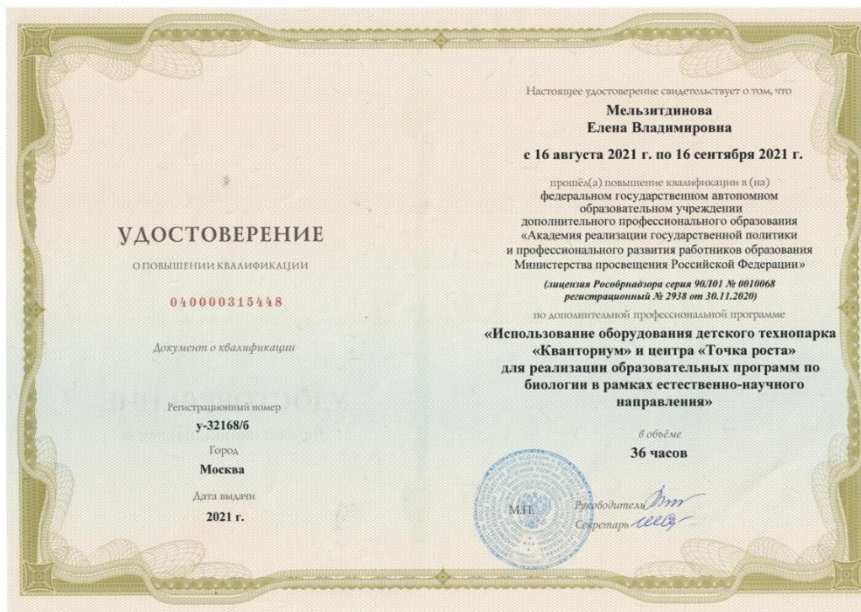 УДОСТОВЕРЕНИЕ
О ПОВЫШЕНИИ КВАЛИФИКАЦИИ
040000315448
Документ о квалификации
Регистрационный номер
у-32168/б
Город
Москва
Дата выдачи
2021 г.
Настоящее удостоверение свидетельствует о том, что
Мельзитдинова
Елена Владимировна
с 16 августа 2021 г. по 16 сентября 2021 г.
прошёл(а) повышение квалификации в (на)
федеральном государственном автономном
образовательном учреждении
дополнительного профессионального образования
«Академия реализации государственной политики
и профессионального развития работников образования
Министерства просвещения Российской Федерации»
(лицензия Рособрнадзора серия 90Л01 № 0010068
регистрационный № 2938 от 30.11.2020)
по дополнительной профессиональной программе
«Использование оборудования детского технопарка
«Кванториум» и центра «Точка роста»
для реализации образовательных программ по
биологии в рамках естественно-научного
направления»
в объёме
36 часов
М.П.
Руководитель
Секретарь